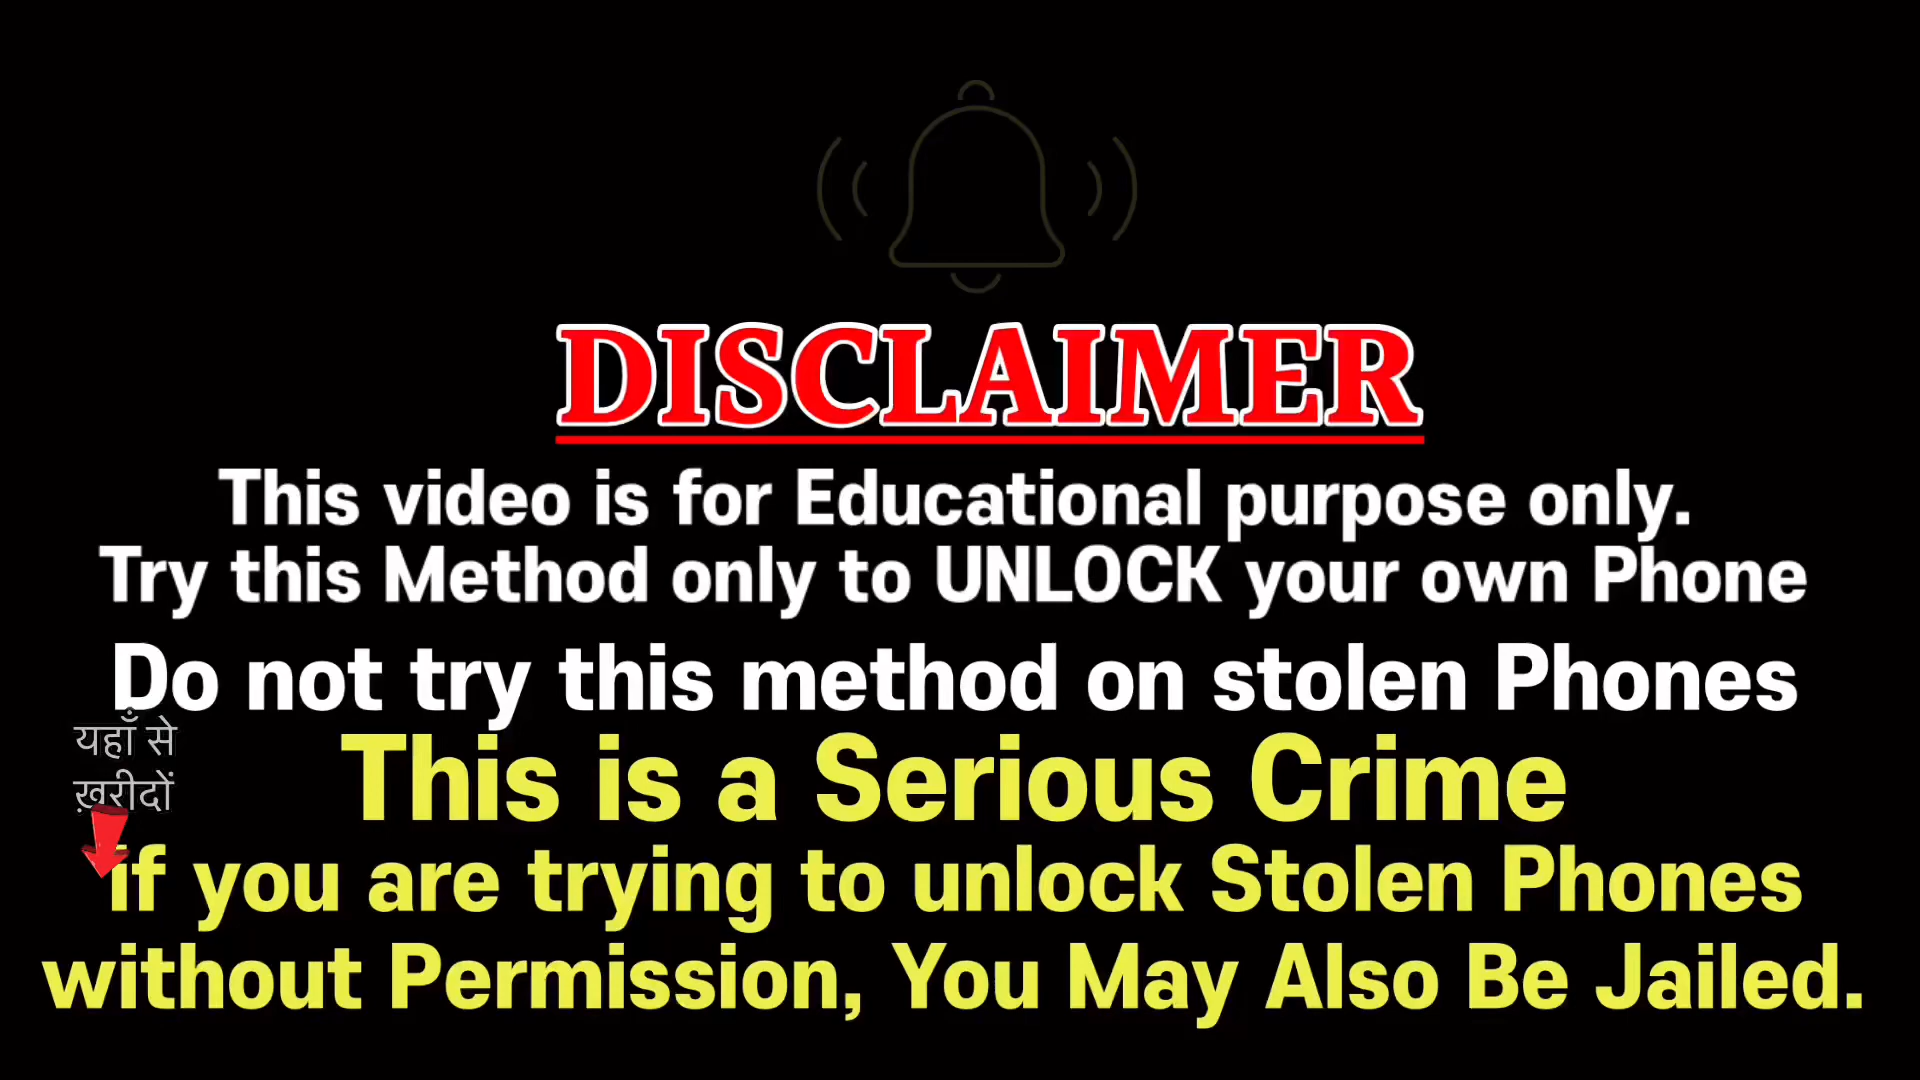 DISCLAIMER
This video is for Educational purpose only.
Try this Method only to UNLOCK your own Phone
Do not try this method on stolen Phones
यहाँ से
ख़रीदों
This is a Serious Crime
if you are trying to unlock Stolen Phones
without Permission, You May Also Be Jailed.